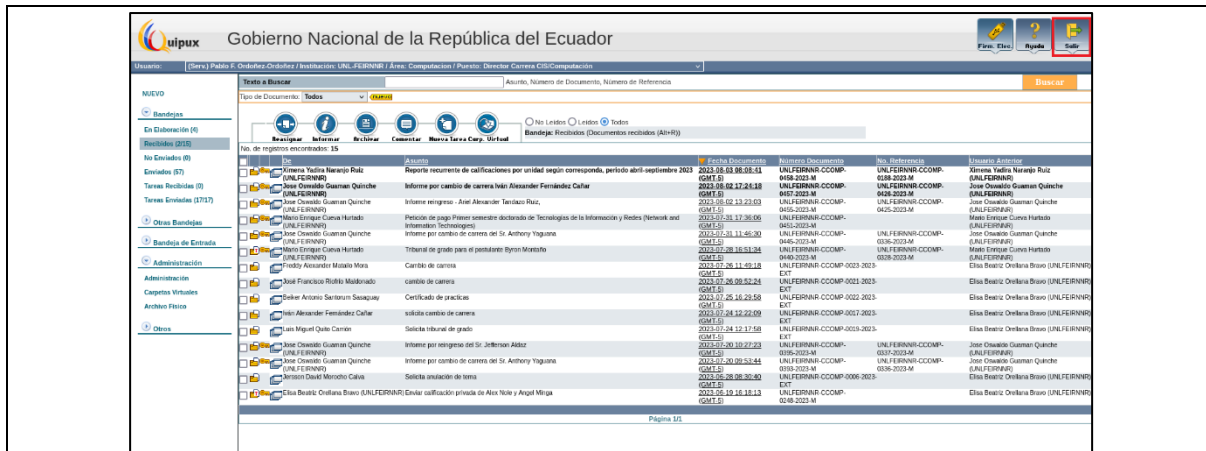 Quipux
Gobierno Nacional de la República del Ecuador
Firm. Elec. Ayuda Salir
Usuario: (Serv.) Pablo F. Ordoñez-Ordoñez / Institución: UNL-FEIRNNR / Área: Computacion / Puesto: Director Carrera CIS/Computación
Texto a Buscar Asunto, Número de Documento, Número de Referencia Buscar
Tipo de Documento: Todos (NUEVO)
NUEVO
Bandejas
En Elaboración (4)
Recibidos (2/15)
No Enviados (0)
Enviados (57)
Tareas Recibidas (0)
Tareas Enviadas (17/17)
Otras Bandejas
Bandeja de Entrada
Administración
Administración
Carpetas Virtuales
Archivo Físico
Otros
Reasignar Informar Archivar Comentar Nueva Tarea Carp. Virtual
No Leídos Leídos Todos
Bandeja: Recibidos (Documentos recibidos (Alt+R))
No. de registros encontrados: 15
De Asunto Fecha Documento Número Documento No. Referencia Usuario Anterior
Ximena Yadira Naranjo Ruiz Reporte recurrente de calificaciones por unidad según corresponda, periodo abril-septiembre 2023 2023-08-03 08:08:41 UNLFEIRNNR-CCOMP- UNLFEIRNNR-CCOMP- Ximena Yadira Naranjo Ruiz
(UNLFEIRNNR) (GMT-5) 0458-2023-M 0188-2023-M (UNLFEIRNNR)
Jose Oswaldo Guaman Quinche Informe por cambio de carrera Iván Alexander Fernández Cañar 2023-08-02 17:24:18 UNLFEIRNNR-CCOMP- UNLFEIRNNR-CCOMP- Jose Oswaldo Guaman Quinche
(UNLFEIRNNR) (GMT-5) 0457-2023-M 0426-2023-M (UNLFEIRNNR)
Jose Oswaldo Guaman Quinche Informe reingreso - Ariel Alexander Tandazo Ruiz, 2023-08-02 13:23:03 UNLFEIRNNR-CCOMP- UNLFEIRNNR-CCOMP- Jose Oswaldo Guaman Quinche
(UNLFEIRNNR) (GMT-5) 0455-2023-M 0425-2023-M (UNLFEIRNNR)
Mario Enrique Cueva Hurtado Petición de pago Primer semestre doctorado de Tecnologías de la Información y Redes (Network and 2023-07-31 17:36:06 UNLFEIRNNR-CCOMP- Mario Enrique Cueva Hurtado
(UNLFEIRNNR) Information Technologies) (GMT-5) 0451-2023-M (UNLFEIRNNR)
Jose Oswaldo Guaman Quinche Informe por cambio de carrera del Sr. Anthony Yaguana 2023-07-31 11:46:30 UNLFEIRNNR-CCOMP- UNLFEIRNNR-CCOMP- Jose Oswaldo Guaman Quinche
(UNLFEIRNNR) (GMT-5) 0445-2023-M 0336-2023-M (UNLFEIRNNR)
Mario Enrique Cueva Hurtado Tribunal de grado para el postulante Byron Montaño 2023-07-28 16:51:34 UNLFEIRNNR-CCOMP- UNLFEIRNNR-CCOMP- Mario Enrique Cueva Hurtado
(UNLFEIRNNR) (GMT-5) 0440-2023-M 0328-2023-M (UNLFEIRNNR)
Freddy Alexander Mataillo Mora Cambio de carrera 2023-07-26 11:49:18 UNLFEIRNNR-CCOMP-0023-2023- Elisa Beatriz Orellana Bravo (UNLFEIRNNR)
(GMT-5) EXT
José Francisco Riofrio Maldonado cambio de carrera 2023-07-26 09:52:24 UNLFEIRNNR-CCOMP-0021-2023- Elisa Beatriz Orellana Bravo (UNLFEIRNNR)
(GMT-5) EXT
Beiker Antonio Santorum Sasaguay Certificado de practicas 2023-07-25 16:29:58 UNLFEIRNNR-CCOMP-0022-2023- Elisa Beatriz Orellana Bravo (UNLFEIRNNR)
(GMT-5) EXT
Iván Alexander Fernández Cañar solicita cambio de carrera 2023-07-24 12:22:09 UNLFEIRNNR-CCOMP-0017-2023- Elisa Beatriz Orellana Bravo (UNLFEIRNNR)
(GMT-5) EXT
Luis Miguel Quito Carrión Solicita tribunal de grado 2023-07-24 12:17:58 UNLFEIRNNR-CCOMP-0019-2023- Elisa Beatriz Orellana Bravo (UNLFEIRNNR)
(GMT-5) EXT
Jose Oswaldo Guaman Quinche Informe por reingreso del Sr. Jefferson Aldaz 2023-07-20 10:27:23 UNLFEIRNNR-CCOMP- UNLFEIRNNR-CCOMP- Jose Oswaldo Guaman Quinche
(UNLFEIRNNR) (GMT-5) 0395-2023-M 0337-2023-M (UNLFEIRNNR)
Jose Oswaldo Guaman Quinche Informe por cambio de carrera del Sr. Anthony Yaguana 2023-07-20 09:53:44 UNLFEIRNNR-CCOMP- UNLFEIRNNR-CCOMP- Jose Oswaldo Guaman Quinche
(UNLFEIRNNR) (GMT-5) 0393-2023-M 0336-2023-M (UNLFEIRNNR)
Jersson David Morocho Calva Solicita anulación de tema 2023-06-28 08:30:40 UNLFEIRNNR-CCOMP-0006-2023- Elisa Beatriz Orellana Bravo (UNLFEIRNNR)
(GMT-5) EXT
Elisa Beatriz Orellana Bravo (UNLFEIRNNR) Enviar calificación privada de Alex Nole y Angel Minga 2023-06-19 16:18:13 UNLFEIRNNR-CCOMP- Elisa Beatriz Orellana Bravo (UNLFEIRNNR)
(GMT-5) 0248-2023-M
Página 1/1